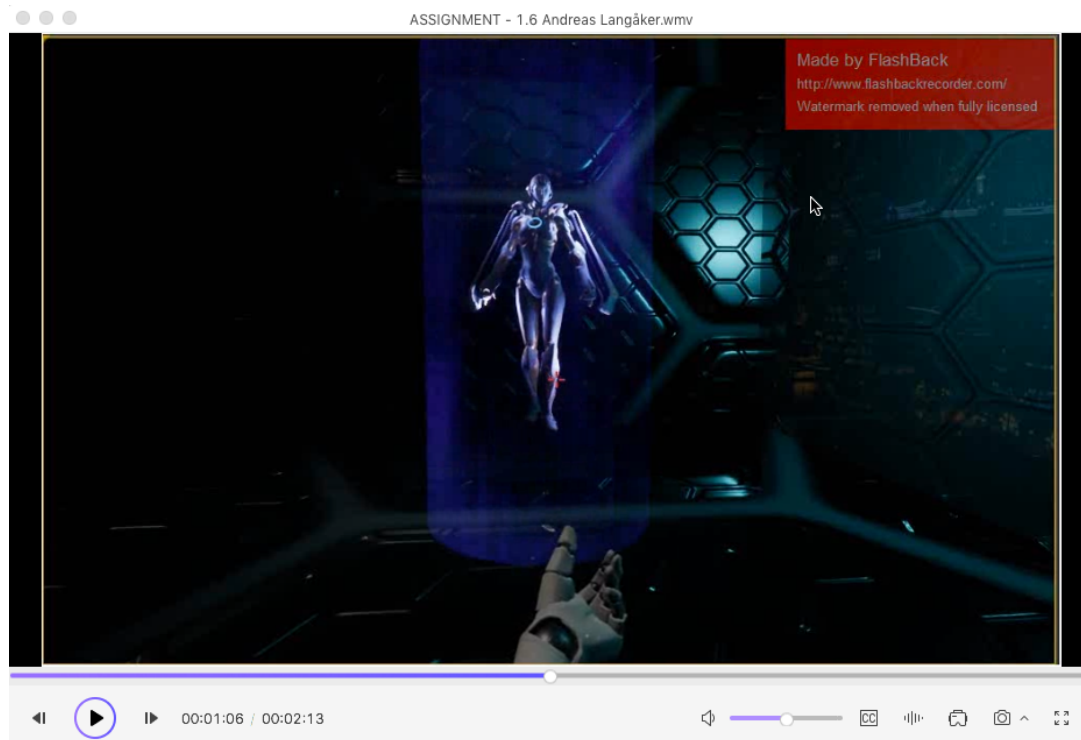 ASSIGNMENT - 1.6 Andreas Langåker.wmv
Made by FlashBack
http://www.flashbackrecorder.com/
Watermark removed when fully licensed
00:01:06 / 00:02:13
CC